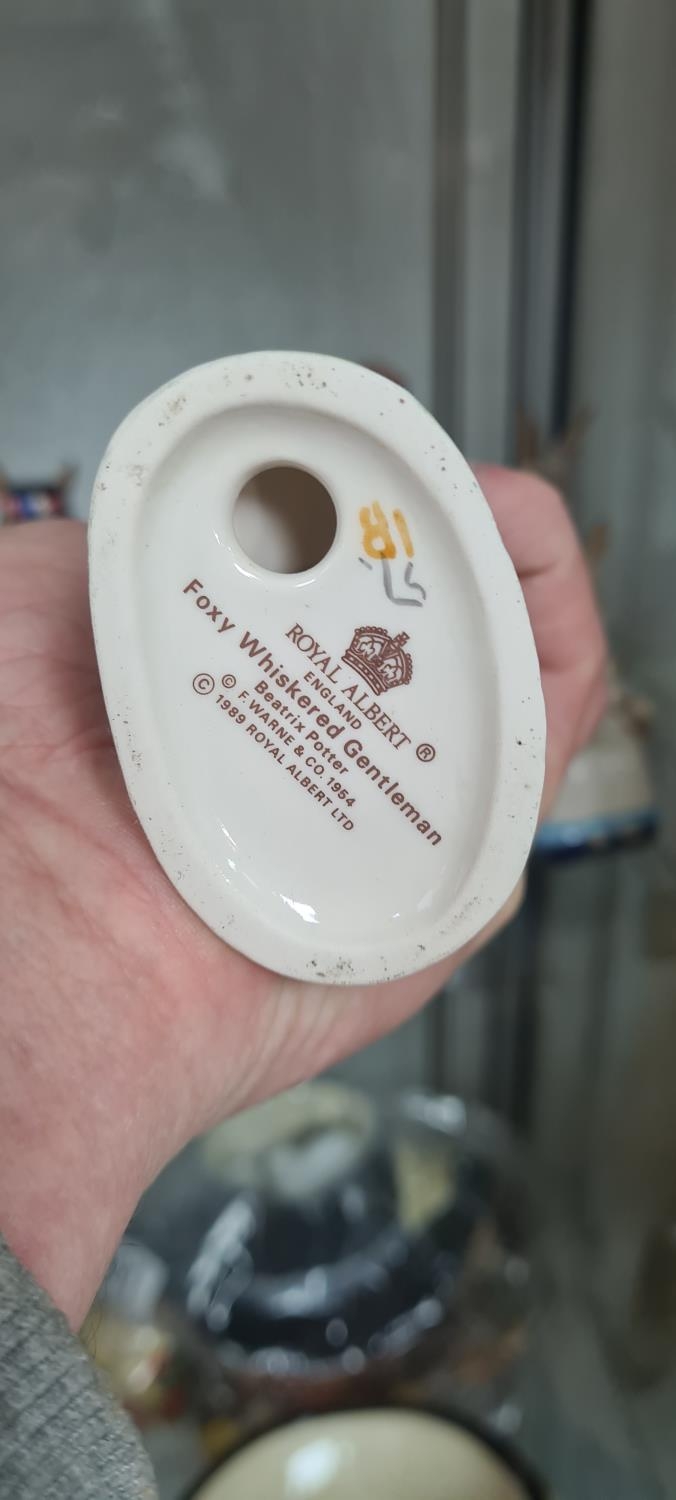 ROYAL ALBERT ®
ENGLAND
Foxy Whiskered Gentleman
Beatrix Potter
© F. WARNE & CO. 1954
© 1989 ROYAL ALBERT LTD